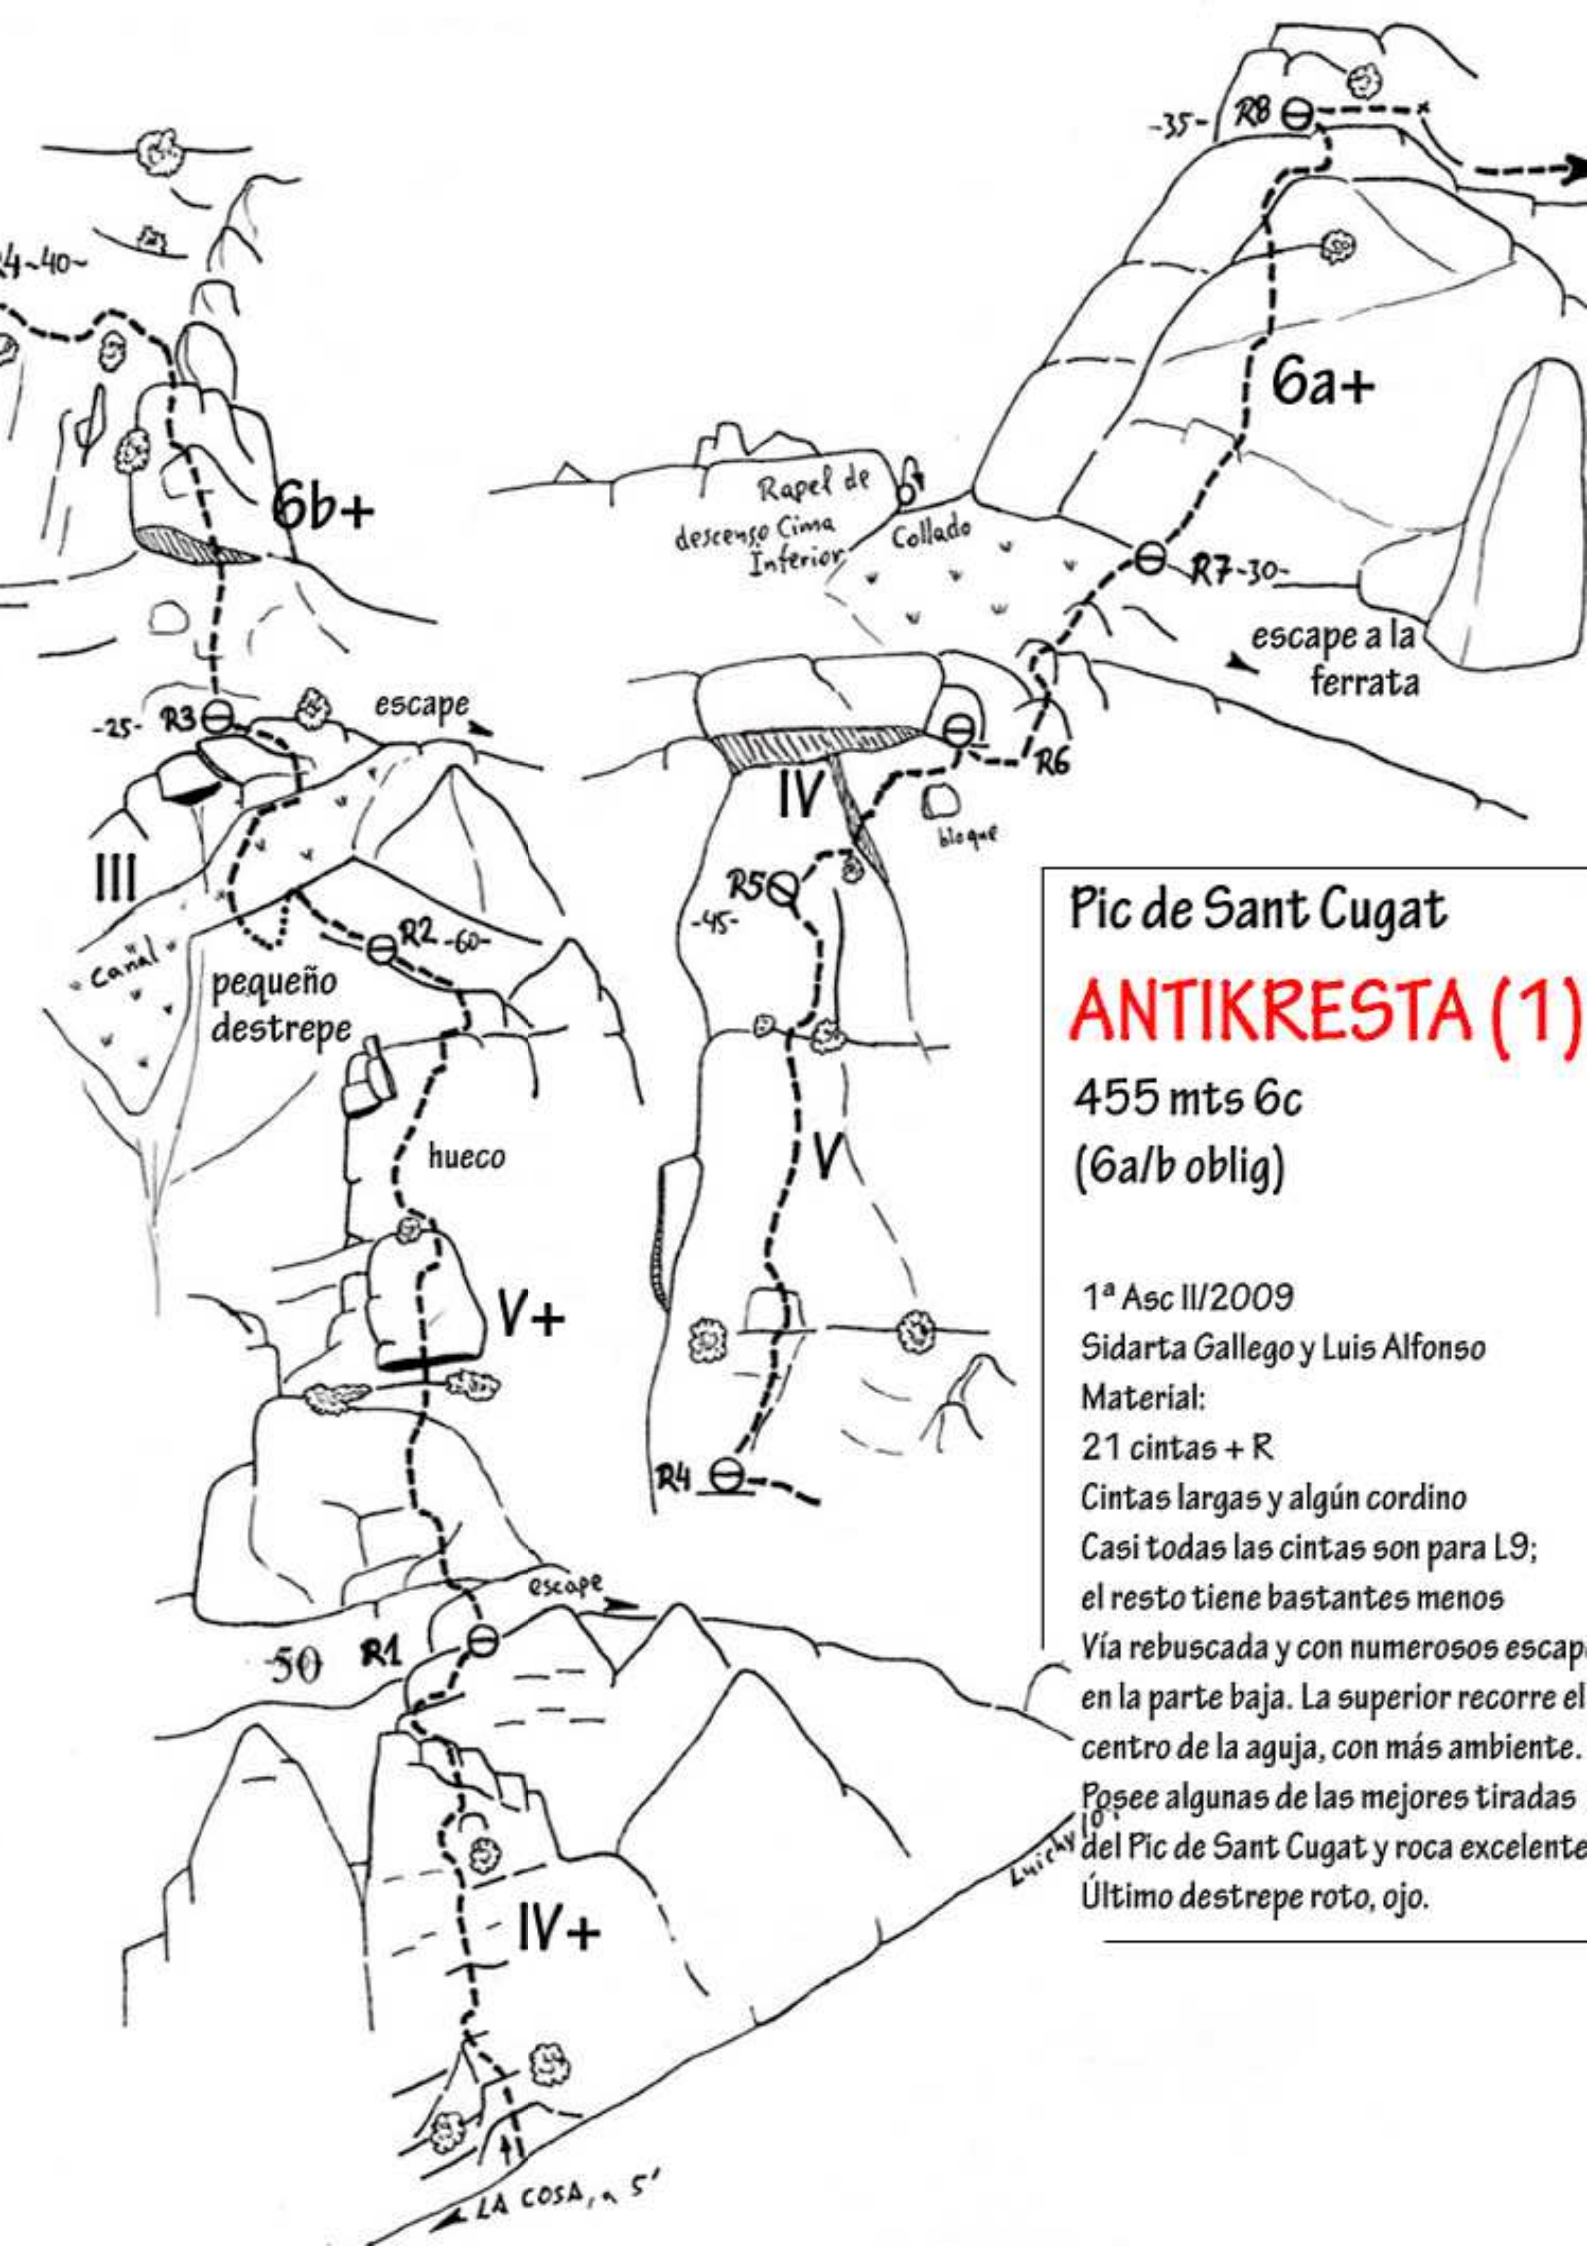 -35- R8
4-40-
6a+
6b+
Rapel de
descenso Cima
Inferior
Collado
R7-30-
escape a la
ferrata
-25- R3
escape
R6
IV
bloque
III
R5
-45-
R2 -60-
canal
pequeño
destrepe
hueco
V
V+
R4
escape
50 R1
IV+
LA COSA, a 5'
Pic de Sant Cugat
ANTIKRESTA (1)
455 mts 6c
(6a/b oblig)
1ª Asc II/2009
Sidarta Gallego y Luis Alfonso
Material:
21 cintas + R
Cintas largas y algún cordino
Casi todas las cintas son para L9;
el resto tiene bastantes menos
Vía rebuscada y con numerosos escap
en la parte baja. La superior recorre el
centro de la aguja, con más ambiente.
Posee algunas de las mejores tiradas
del Pic de Sant Cugat y roca excelente
Último destrepe roto, ojo.